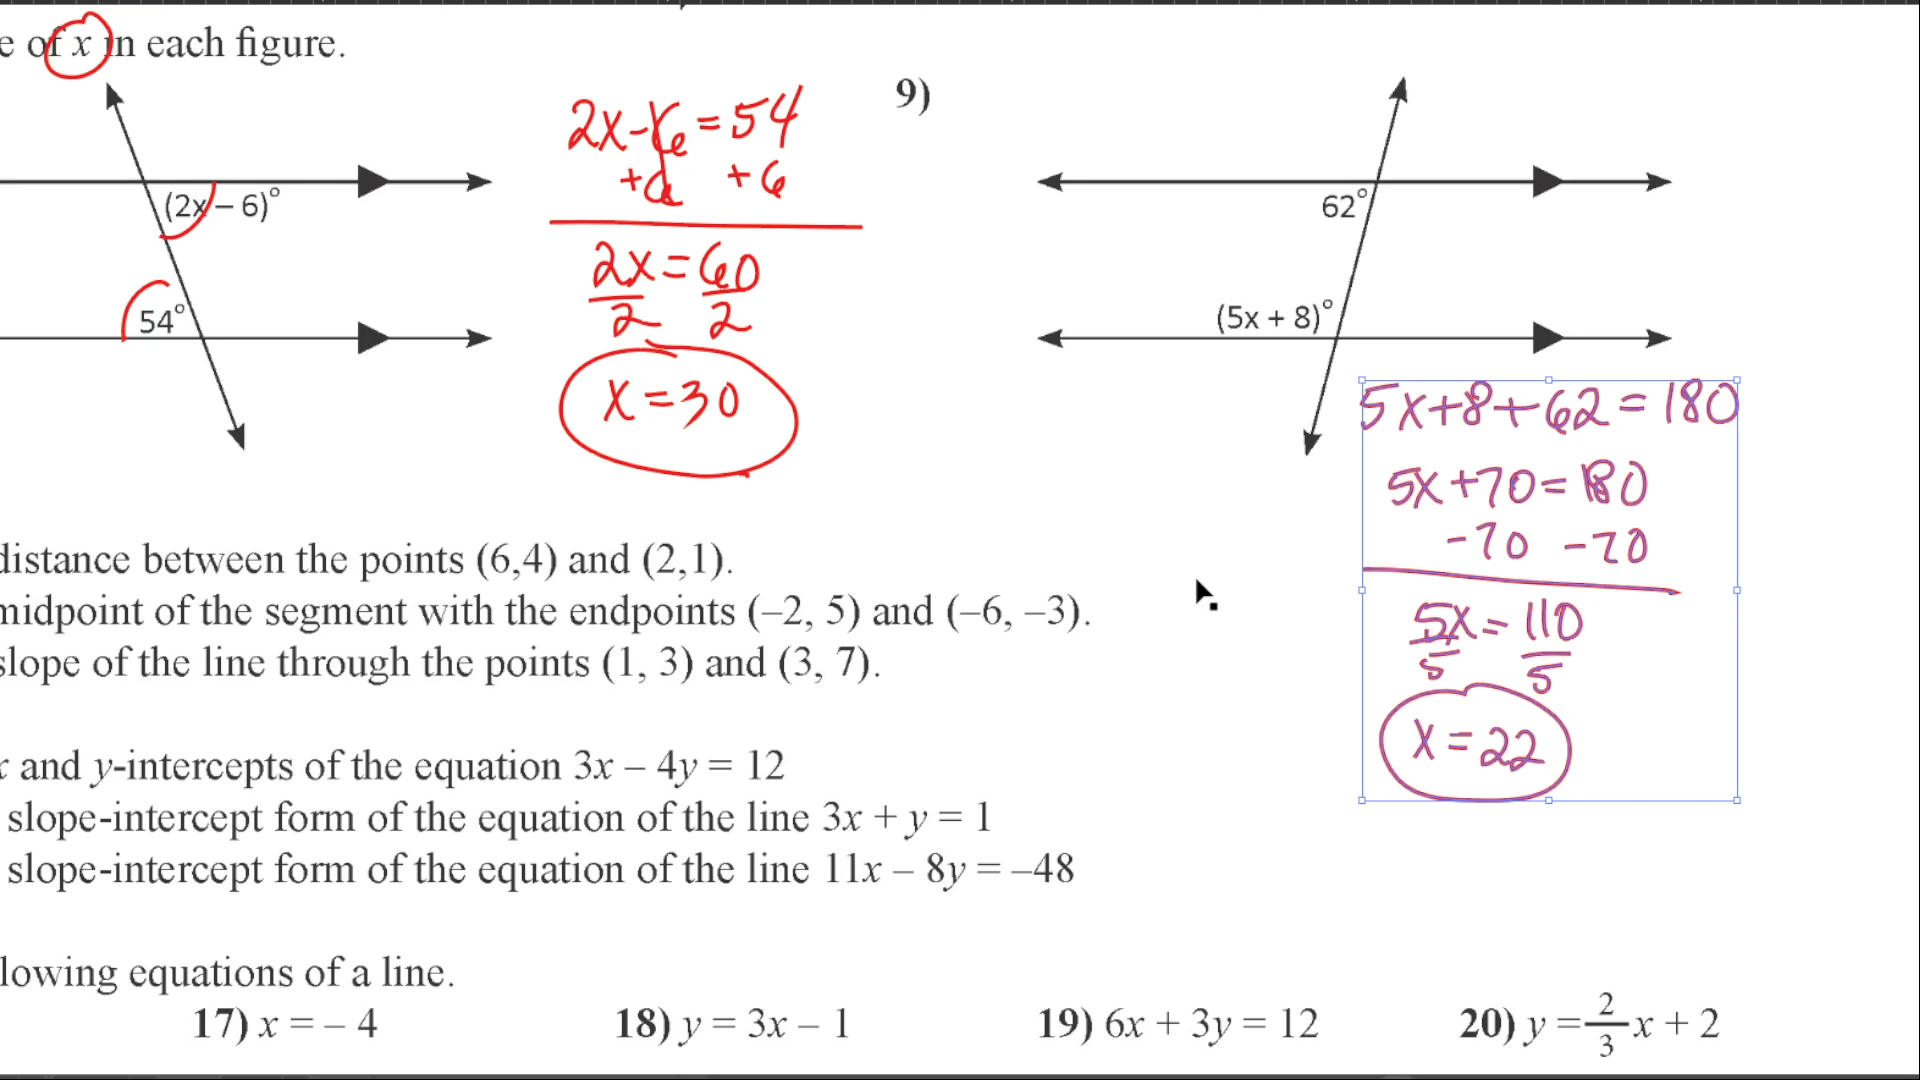 e of x in each figure.
(2x – 6)°
54°
2x-6=54
+6 +6
2x=60
2 2
x=30
9)
62°
(5x + 8)°
5x+8+62=180
5x+70=180
-70 -70
5x=110
5 5
x=22
distance between the points (6,4) and (2,1).
midpoint of the segment with the endpoints (–2, 5) and (–6, –3).
slope of the line through the points (1, 3) and (3, 7).
x and y-intercepts of the equation 3x – 4y = 12
slope-intercept form of the equation of the line 3x + y = 1
slope-intercept form of the equation of the line 11x – 8y = –48
lowing equations of a line.
17) x = – 4
18) y = 3x – 1
19) 6x + 3y = 12
20) y = 2/3 x + 2